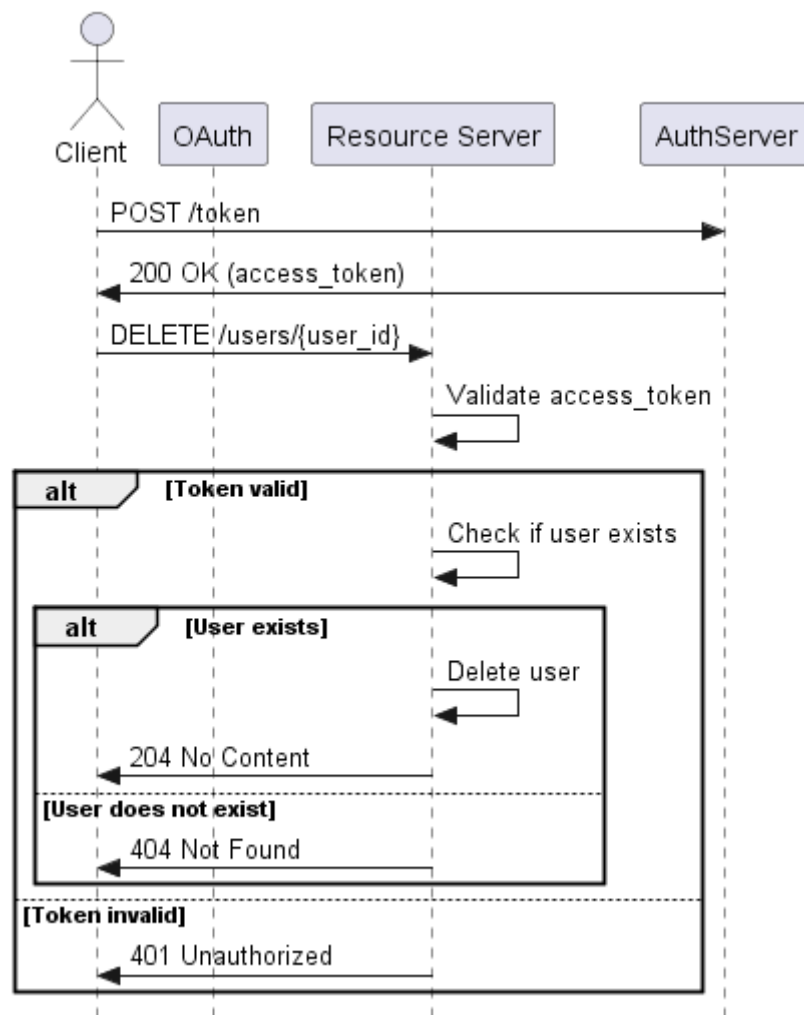 Client
OAuth
Resource Server
AuthServer
POST /token
200 OK (access_token)
DELETE /users/{user_id}
Validate access_token
alt [Token valid]
Check if user exists
alt [User exists]
Delete user
204 No Content
[User does not exist]
404 Not Found
[Token invalid]
401 Unauthorized